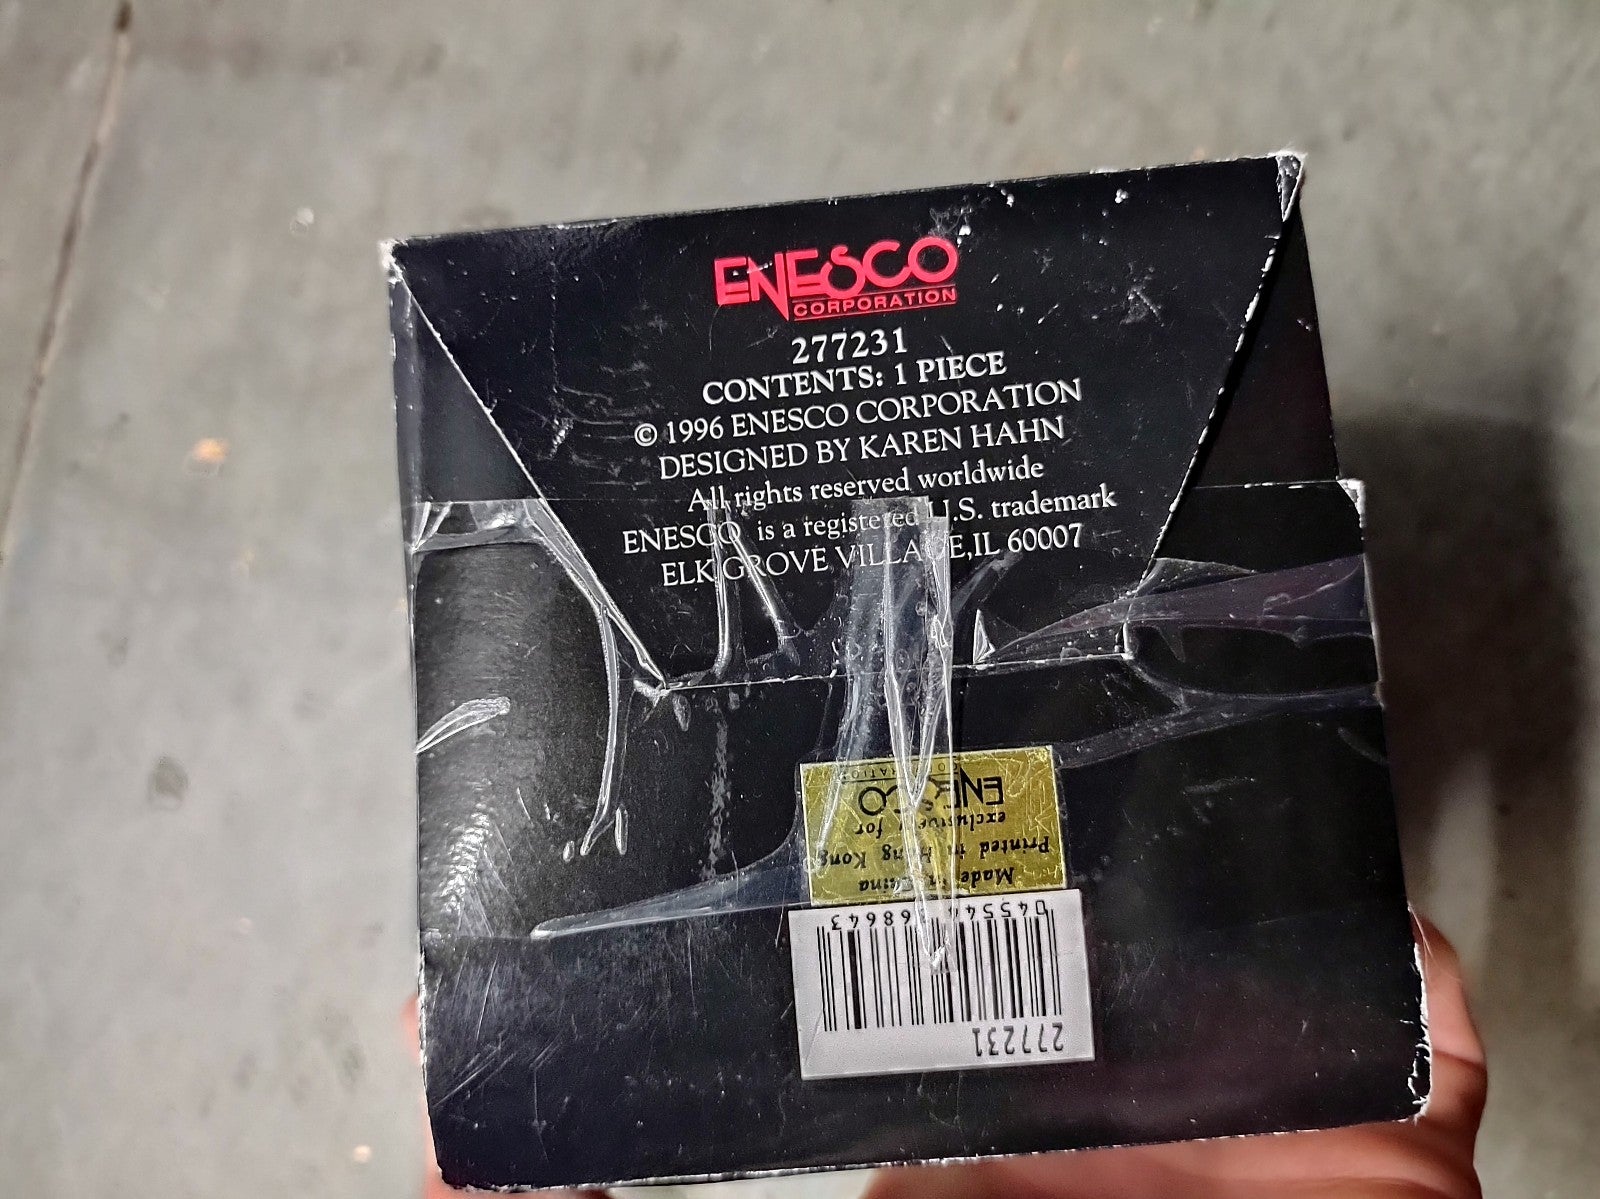 ENESCO
CORPORATION
277231
CONTENTS: 1 PIECE
© 1996 ENESCO CORPORATION
DESIGNED BY KAREN HAHN
All rights reserved worldwide
ENESCO is a registered U.S. trademark
ELK GROVE VILLAGE, IL 60007
Made in China
Printed in Hong Kong
exclusively for
ENESCO
CORPORATION
277231